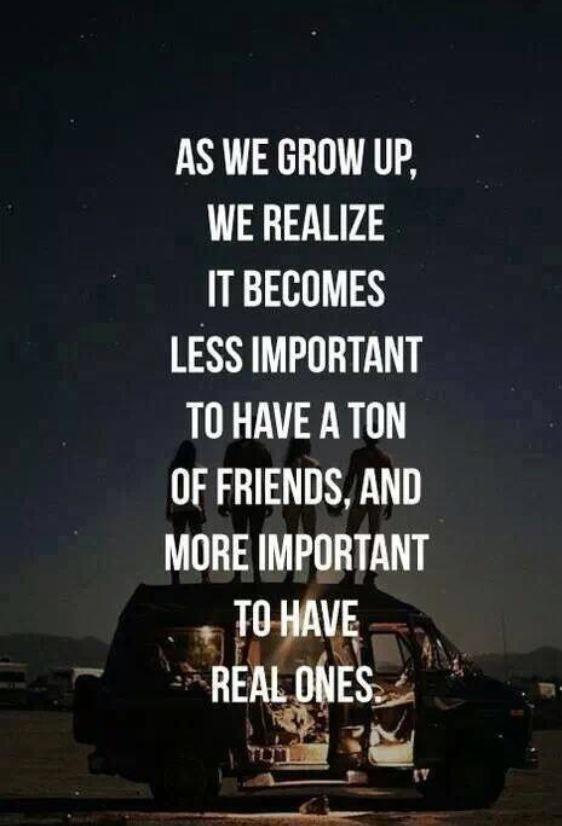 AS WE GROW UP,
WE REALIZE
IT BECOMES
LESS IMPORTANT
TO HAVE A TON
OF FRIENDS, AND
MORE IMPORTANT
TO HAVE
REAL ONES.